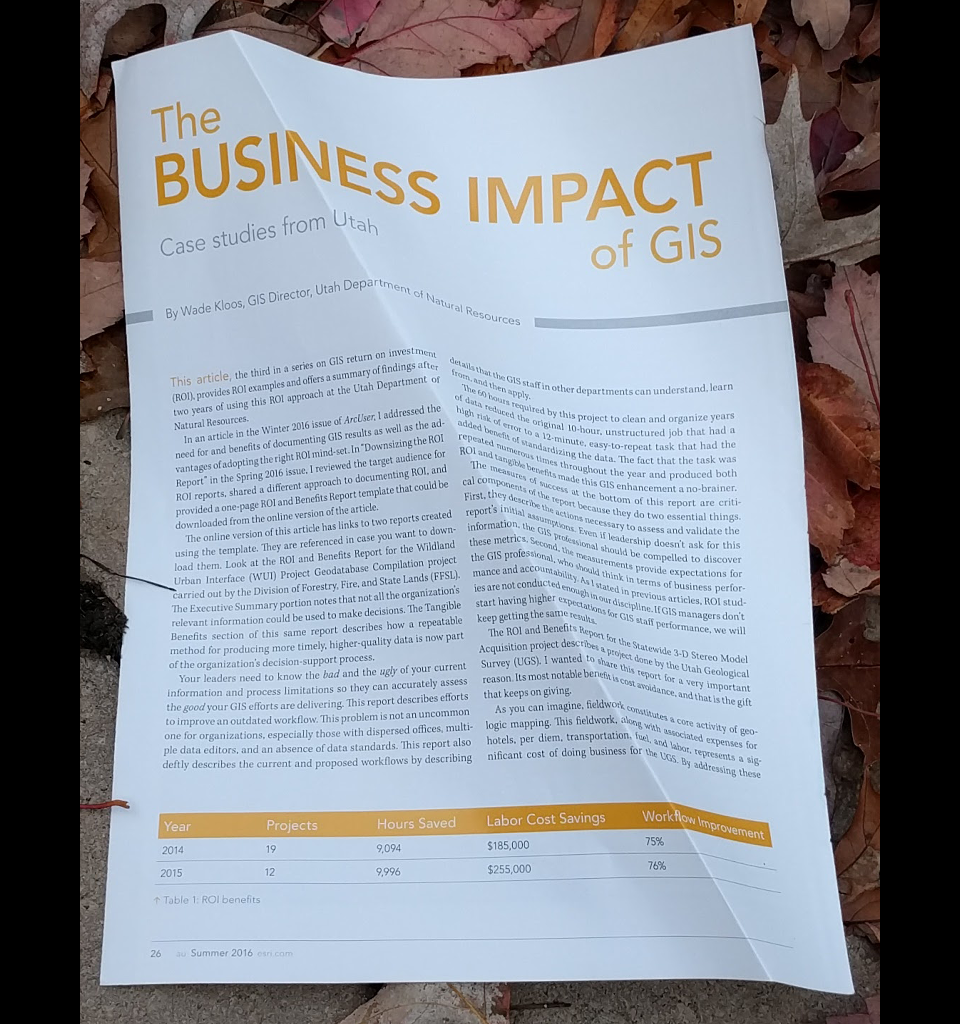 The
BUSINESS IMPACT
of GIS
Case studies from Utah
By Wade Kloos, GIS Director, Utah Department of Natural Resources
This article, the third in a series on GIS return on investment
(ROI), provides ROI examples and offers a summary of findings after
two years of using this ROI approach at the Utah Department of
Natural Resources.
In an article in the Winter 2016 issue of ArcUser, I addressed the
need for and benefits of documenting GIS results as well as the ad-
vantages of adopting the right ROI mind-set. In "Downsizing the ROI
Report" in the Spring 2016 issue, I reviewed the target audience for
ROI reports, shared a different approach to documenting ROI, and
provided a one-page ROI and Benefits Report template that could be
downloaded from the online version of the article.
The online version of this article has links to two reports created
using the template. They are referenced in case you want to down-
load them. Look at the ROI and Benefits Report for the Wildland
Urban Interface (WUI) Project Geodatabase Compilation project
carried out by the Division of Forestry, Fire, and State Lands (FFSL).
The Executive Summary portion notes that not all the organization's
relevant information could be used to make decisions. The Tangible
Benefits section of this same report describes how a repeatable
method for producing more timely, higher-quality data is now part
of the organization's decision-support process.
Your leaders need to know the bad and the ugly of your current
information and process limitations so they can accurately assess
the good your GIS efforts are delivering. This report describes efforts
to improve an outdated workflow. This problem is not an uncommon
one for organizations, especially those with dispersed offices, multi-
ple data editors, and an absence of data standards. This report also
deftly describes the current and proposed workflows by describing
details that the GIS staff in other departments can understand, learn
from, and then apply.
The 60 hours required by this project to clean and organize years
of data reduced the original 10-hour, unstructured job that had a
high risk of error to a 12-minute, easy-to-repeat task that had the
added benefit of standardizing the data. The fact that the task was
repeated numerous times throughout the year and produced both
ROI and tangible benefits made this GIS enhancement a no-brainer.
The measures of success at the bottom of this report are criti-
cal components of the report because they do two essential things.
First, they describe the actions necessary to assess and validate the
report's initial assumptions. Even if leadership doesn't ask for this
information, the GIS professional should be compelled to discover
these metrics. Second, the measurements provide expectations for
the GIS professional, who should think in terms of business perfor-
mance and accountability. As I stated in previous articles, ROI stud-
ies are not conducted enough in our discipline. If GIS managers don't
start having higher expectations for GIS staff performance, we will
keep getting the same results.
The ROI and Benefits Report for the Statewide 3-D Stereo Model
Acquisition project describes a project done by the Utah Geological
Survey (UGS). I wanted to share this report for a very important
reason. Its most notable benefit is cost avoidance, and that is the gift
that keeps on giving.
As you can imagine, fieldwork constitutes a core activity of geo-
logic mapping. This fieldwork, along with associated expenses for
hotels, per diem, transportation, fuel, and labor, represents a sig-
nificant cost of doing business for the UGS. By addressing these
Year Projects Hours Saved Labor Cost Savings Workflow Improvement
2014 19 9,094 $185,000 75%
2015 12 9,996 $255,000 76%
↑ Table 1: ROI benefits
26 au Summer 2016 esri.com